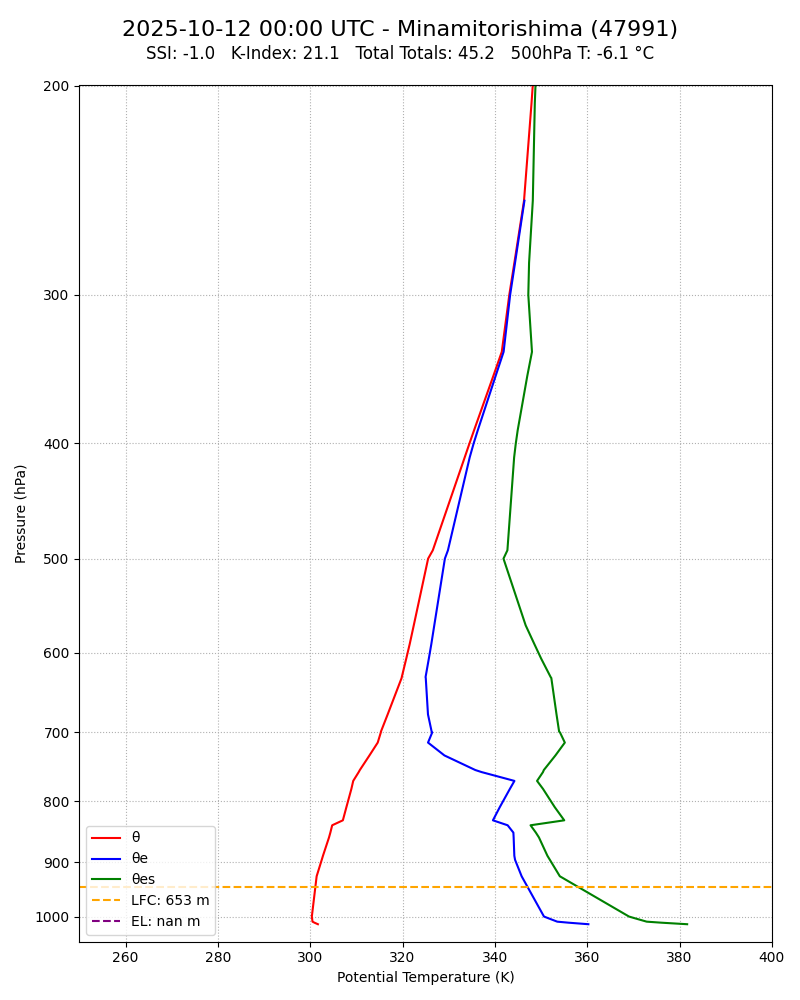 2025-10-12 00:00 UTC - Minamitorishima (47991)
SSI: -1.0   K-Index: 21.1   Total Totals: 45.2   500hPa T: -6.1 °C
200
300
400
500
600
700
800
900
1000
Pressure (hPa)
θ
θe
θes
LFC: 653 m
EL: nan m
260 280 300 320 340 360 380 400
Potential Temperature (K)